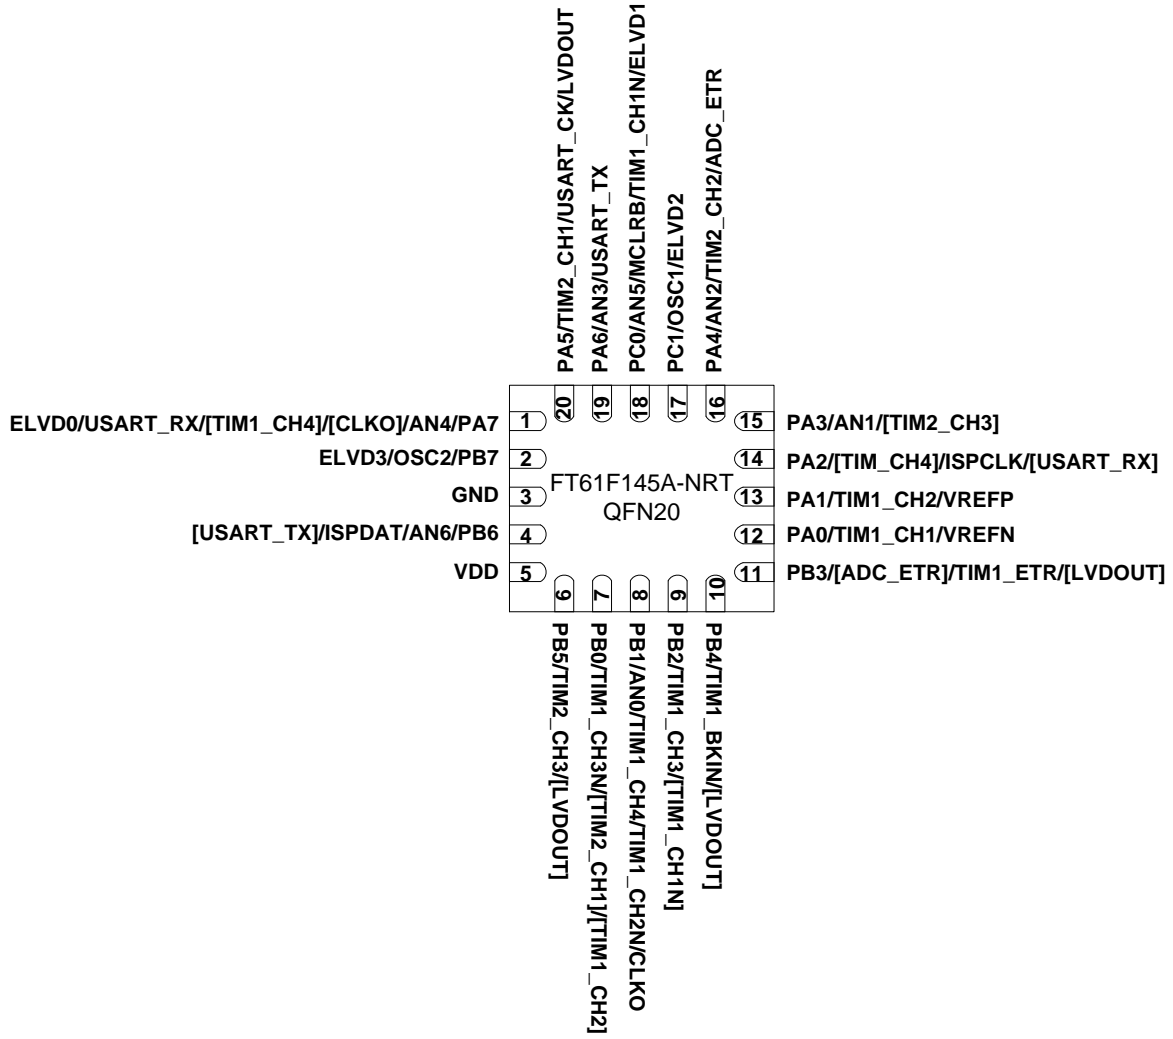 PA5/TIM2_CH1/USART_CK/LVDOUT
PA6/AN3/USART_TX
PC0/AN5/MCLRB/TIM1_CH1N/ELVD1
PC1/OSC1/ELVD2
PA4/AN2/TIM2_CH2/ADC_ETR
20
19
18
17
16
ELVD0/USART_RX/[TIM1_CH4]/[CLKO]/AN4/PA7 1
ELVD3/OSC2/PB7 2
GND 3
[USART_TX]/ISPDAT/AN6/PB6 4
VDD 5
FT61F145A-NRT
QFN20
15 PA3/AN1/[TIM2_CH3]
14 PA2/[TIM_CH4]/ISPCLK/[USART_RX]
13 PA1/TIM1_CH2/VREFP
12 PA0/TIM1_CH1/VREFN
11 PB3/[ADC_ETR]/TIM1_ETR/[LVDOUT]
6
7
8
9
10
PB5/TIM2_CH3/[LVDOUT]
PB0/TIM1_CH3N/[TIM2_CH1]/[TIM1_CH2]
PB1/AN0/TIM1_CH4/TIM1_CH2N/CLKO
PB2/TIM1_CH3/[TIM1_CH1N]
PB4/TIM1_BKIN/[LVDOUT]